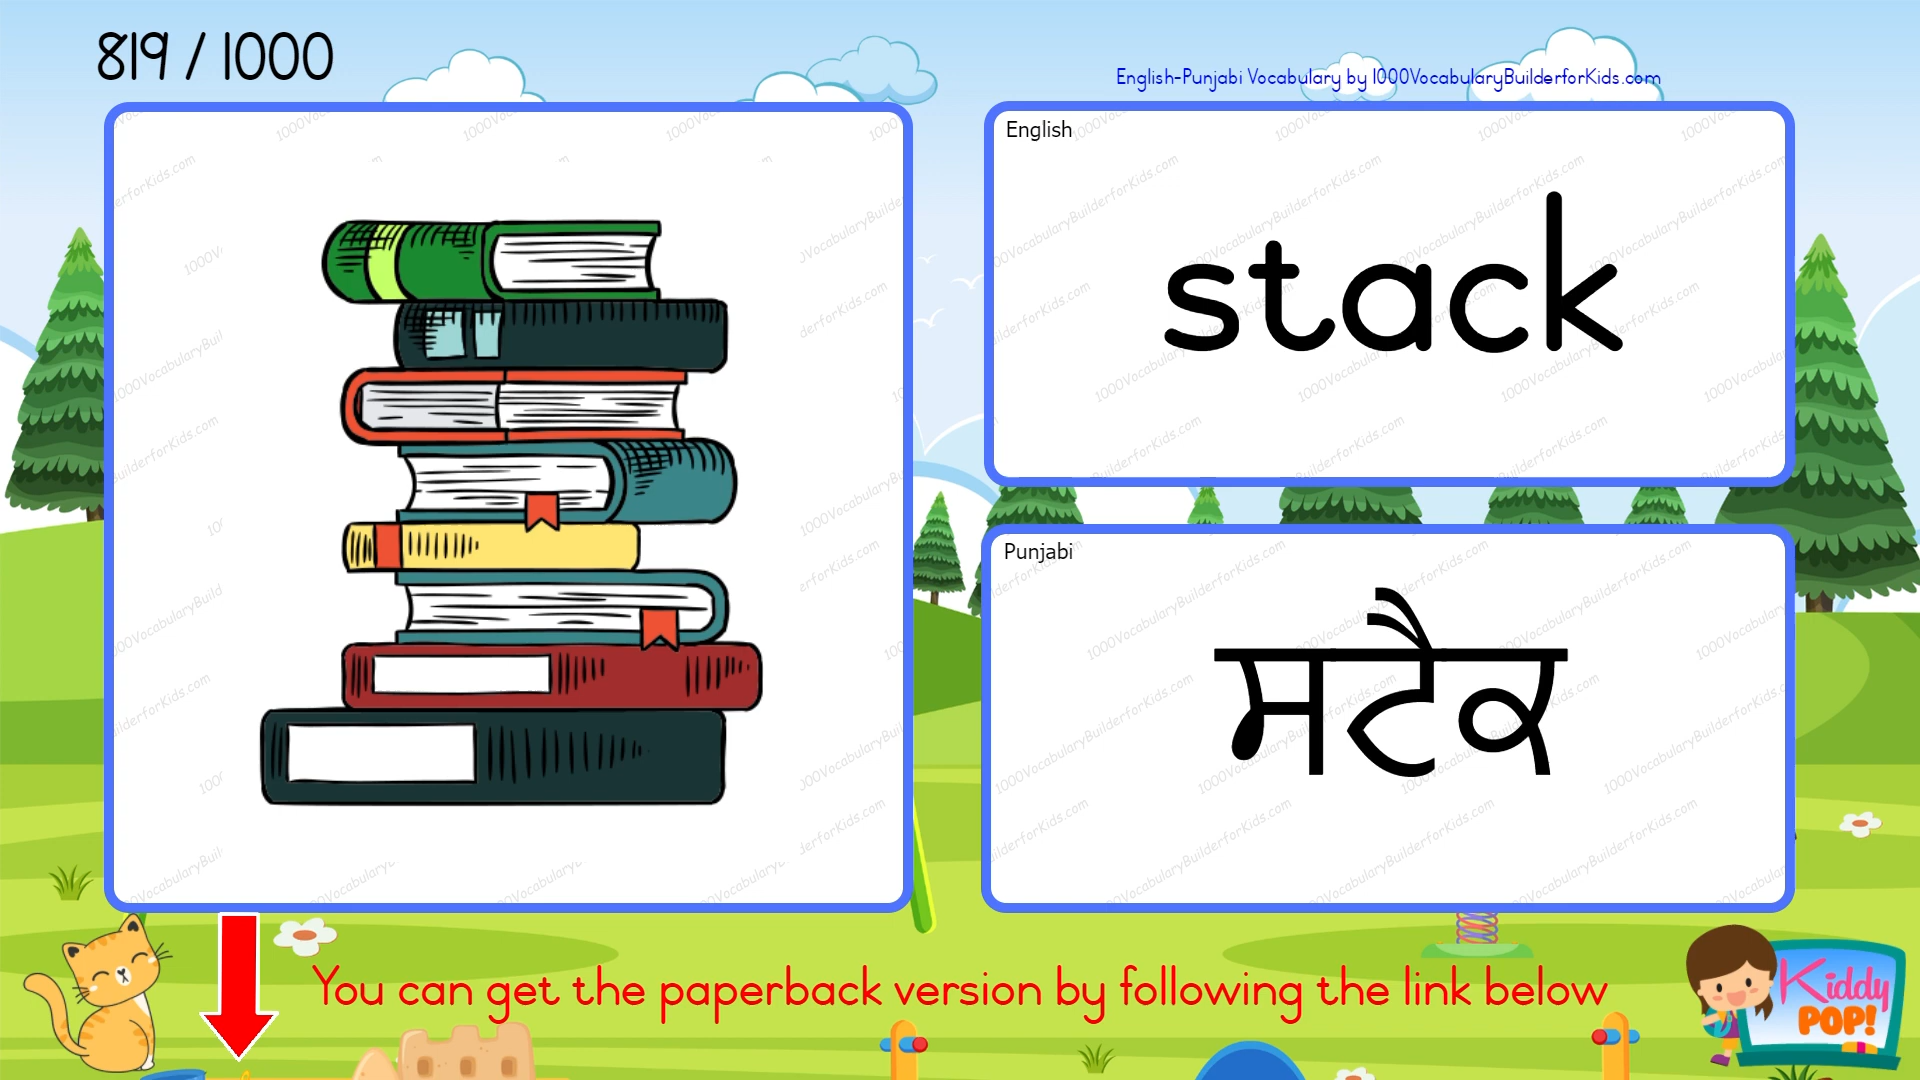 819 / 1000
English-Punjabi Vocabulary by 1000VocabularyBuilderforKids.com
English
stack
Punjabi
ਸਟੈਕ
You can get the paperback version by following the link below
Kiddy
POP!